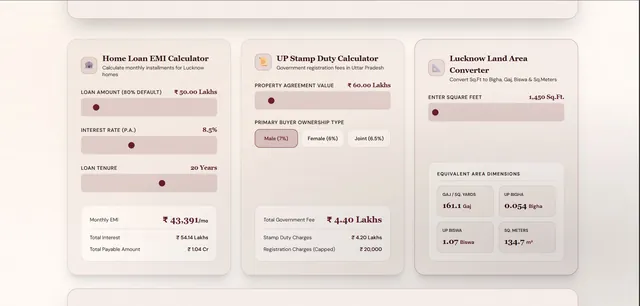 Home Loan EMI Calculator
Calculate monthly installments for Lucknow
homes
LOAN AMOUNT (80% DEFAULT) ₹ 50.00 Lakhs
INTEREST RATE (P.A.) 8.5%
LOAN TENURE 20 Years
Monthly EMI ₹ 43,391/mo
Total Interest ₹ 54.14 Lakhs
Total Payable Amount ₹ 1.04 Cr
UP Stamp Duty Calculator
Government registration fees in Uttar Pradesh
PROPERTY AGREEMENT VALUE ₹ 60.00 Lakhs
PRIMARY BUYER OWNERSHIP TYPE
Male (7%) Female (6%) Joint (6.5%)
Total Government Fee ₹ 4.40 Lakhs
Stamp Duty Charges ₹ 4.20 Lakhs
Registration Charges (Capped) ₹ 20,000
Lucknow Land Area
Converter
Convert Sq.Ft to Bigha, Gaj, Biswa & Sq.Meters
ENTER SQUARE FEET 1,450 Sq.Ft.
EQUIVALENT AREA DIMENSIONS
GAJ / SQ. YARDS UP BIGHA
161.1 Gaj 0.054 Bigha
UP BISWA SQ. METERS
1.07 Biswa 134.7 m²